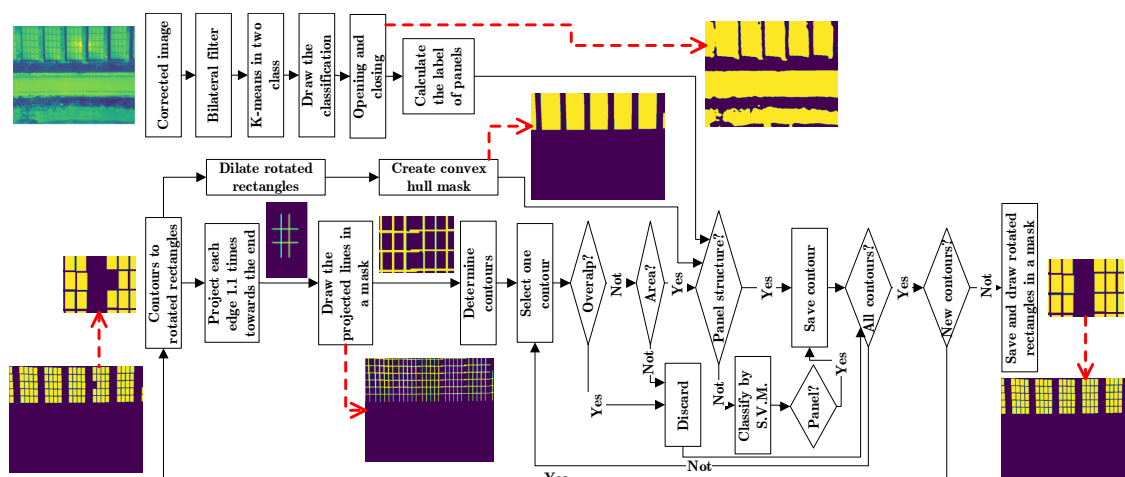 Corrected image
Bilateral filter
K-means in two
class
Draw the
classification
Opening and
closing
Calculate
the label
of panels
Dilate rotated
rectangles
Create convex
hull mask
Contours to
rotated rectangles
Project each
edge 1.1 times
towards the end
Draw the
projected lines in
a mask
Determine
contours
Select one
contour
Overalp?
Not
Yes
Area?
Yes
Not
Panel structure?
Yes
Not
Discard
Classify by
S.V.M.
Panel?
Yes
Save contour
All contours?
Yes
Not
New contours?
Not
Yes
Save and draw rotated
rectangles in a mask